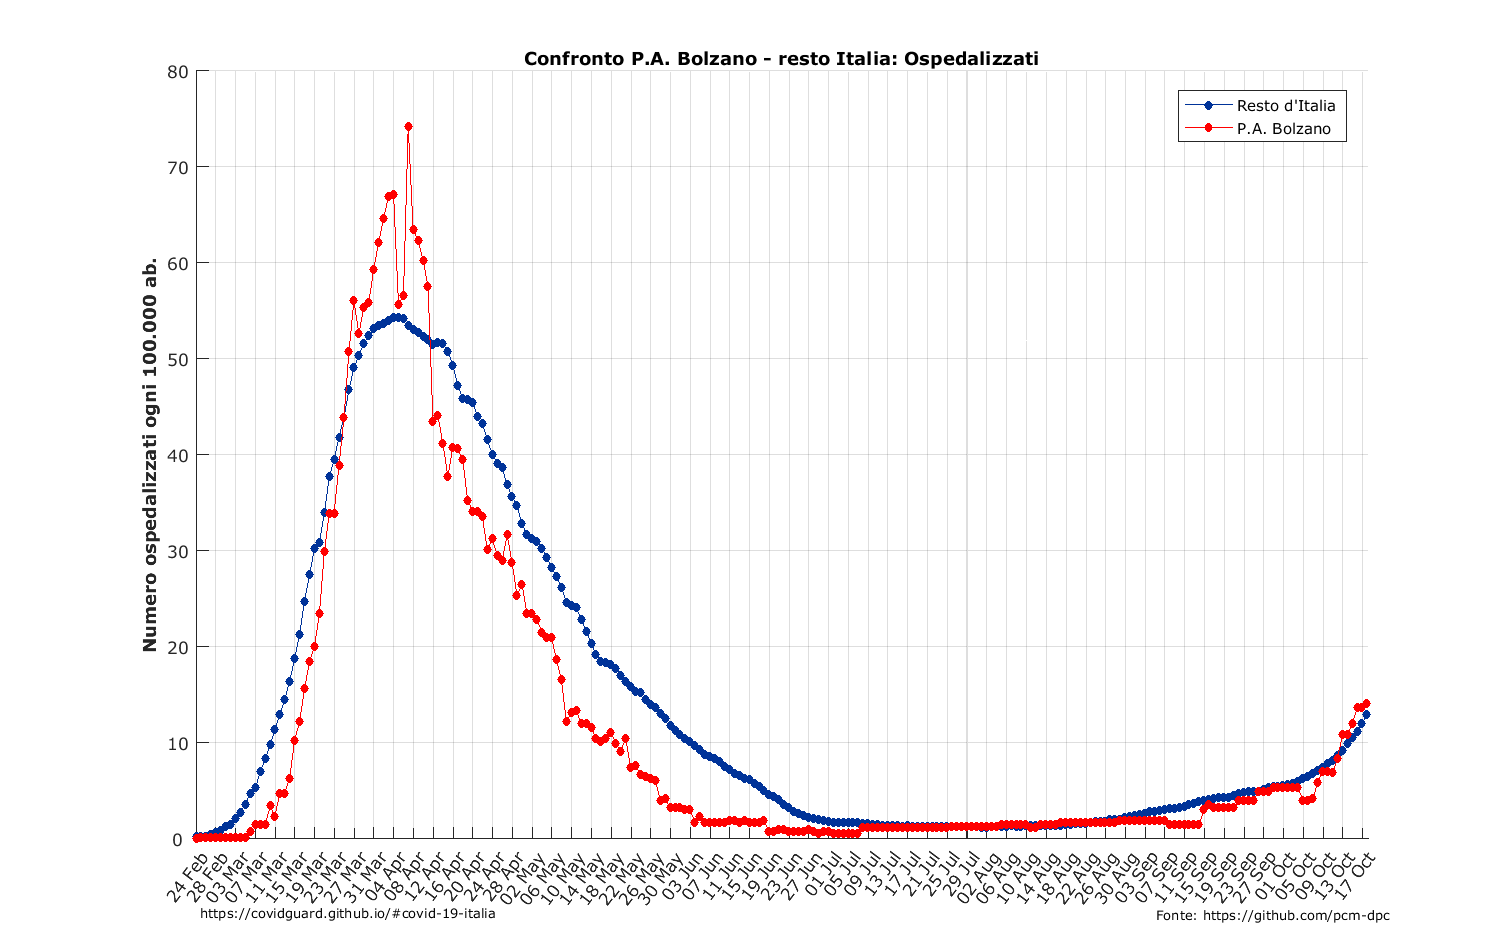 Confronto P.A. Bolzano - resto Italia: Ospedalizzati
Resto d'Italia
P.A. Bolzano
Numero ospedalizzati ogni 100.000 ab.
80
70
60
50
40
30
20
10
0
24 Feb
28 Feb
03 Mar
07 Mar
11 Mar
15 Mar
19 Mar
23 Mar
27 Mar
31 Mar
04 Apr
08 Apr
12 Apr
16 Apr
20 Apr
24 Apr
28 Apr
02 May
06 May
10 May
14 May
18 May
22 May
26 May
30 May
03 Jun
07 Jun
11 Jun
15 Jun
19 Jun
23 Jun
27 Jun
01 Jul
05 Jul
09 Jul
13 Jul
17 Jul
21 Jul
25 Jul
29 Jul
02 Aug
06 Aug
10 Aug
14 Aug
18 Aug
22 Aug
26 Aug
30 Aug
03 Sep
07 Sep
11 Sep
15 Sep
19 Sep
23 Sep
27 Sep
01 Oct
05 Oct
09 Oct
13 Oct
17 Oct
https://covidguard.github.io/#covid-19-italia
Fonte: https://github.com/pcm-dpc